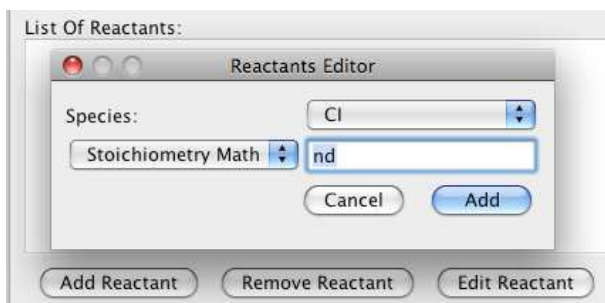 List Of Reactants:
Reactants Editor
Species: CI
Stoichiometry Math nd
Cancel Add
Add Reactant Remove Reactant Edit Reactant